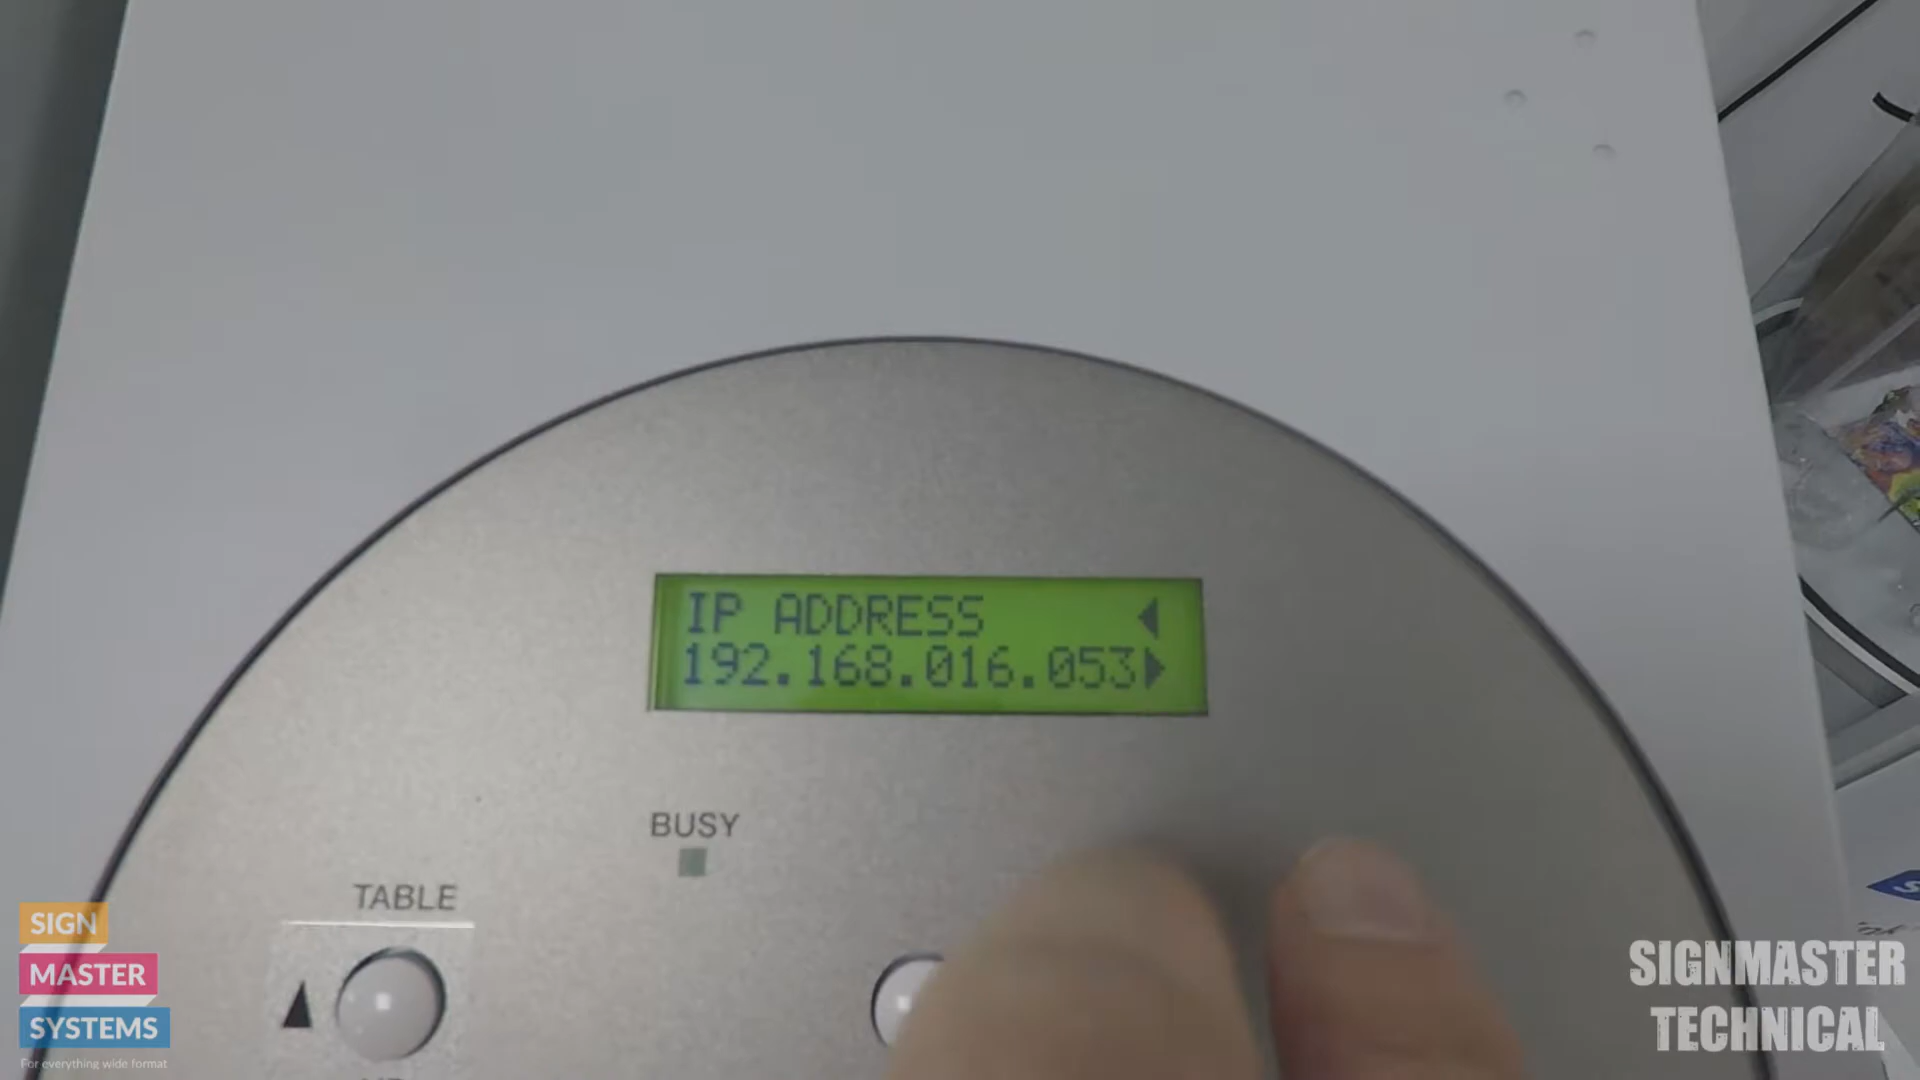 IP ADDRESS ◀
192.168.016.053▶
BUSY
TABLE
SIGN
MASTER
SYSTEMS
For everything wide format
SIGNMASTER
TECHNICAL